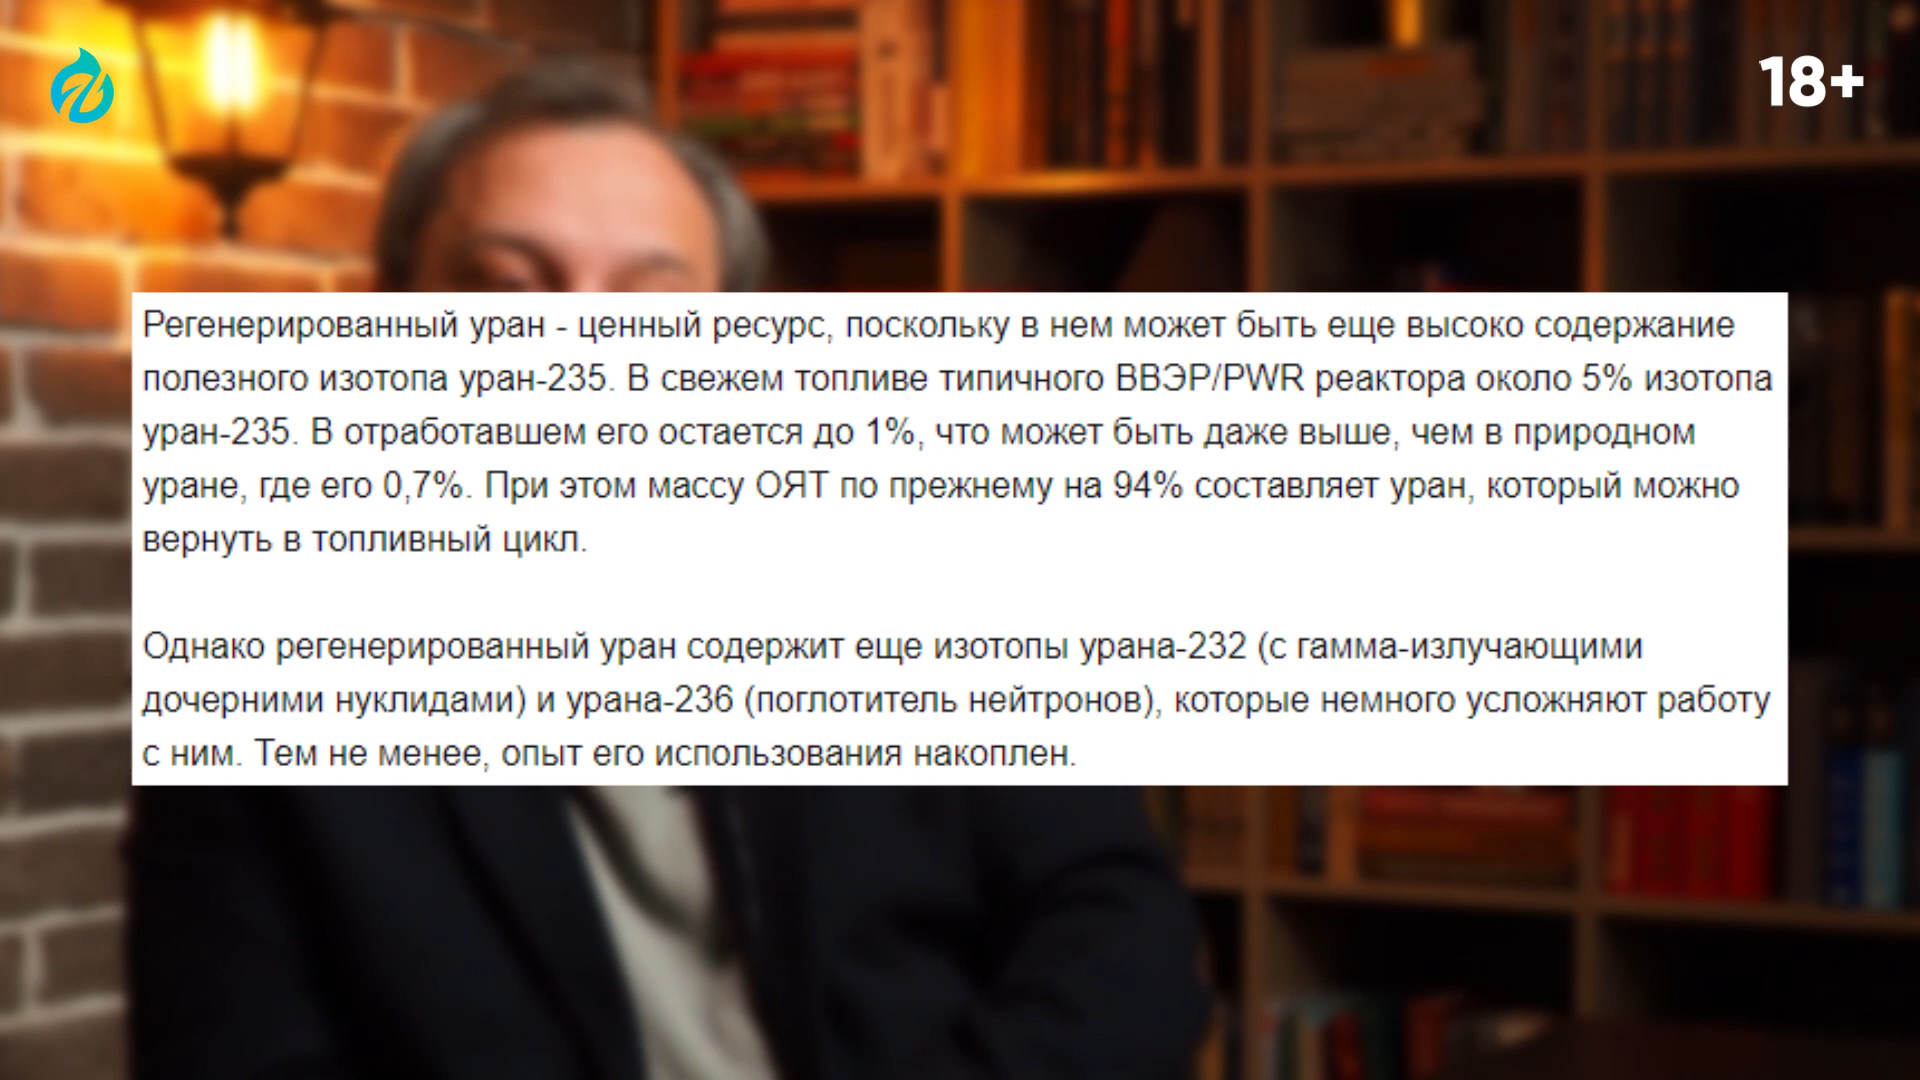 18+
Регенерированный уран - ценный ресурс, поскольку в нем может быть еще высоко содержание
полезного изотопа уран-235. В свежем топливе типичного ВВЭР/PWR реактора около 5% изотопа
уран-235. В отработавшем его остается до 1%, что может быть даже выше, чем в природном
уране, где его 0,7%. При этом массу ОЯТ по прежнему на 94% составляет уран, который можно
вернуть в топливный цикл.
Однако регенерированный уран содержит еще изотопы урана-232 (с гамма-излучающими
дочерними нуклидами) и урана-236 (поглотитель нейтронов), которые немного усложняют работу
с ним. Тем не менее, опыт его использования накоплен.